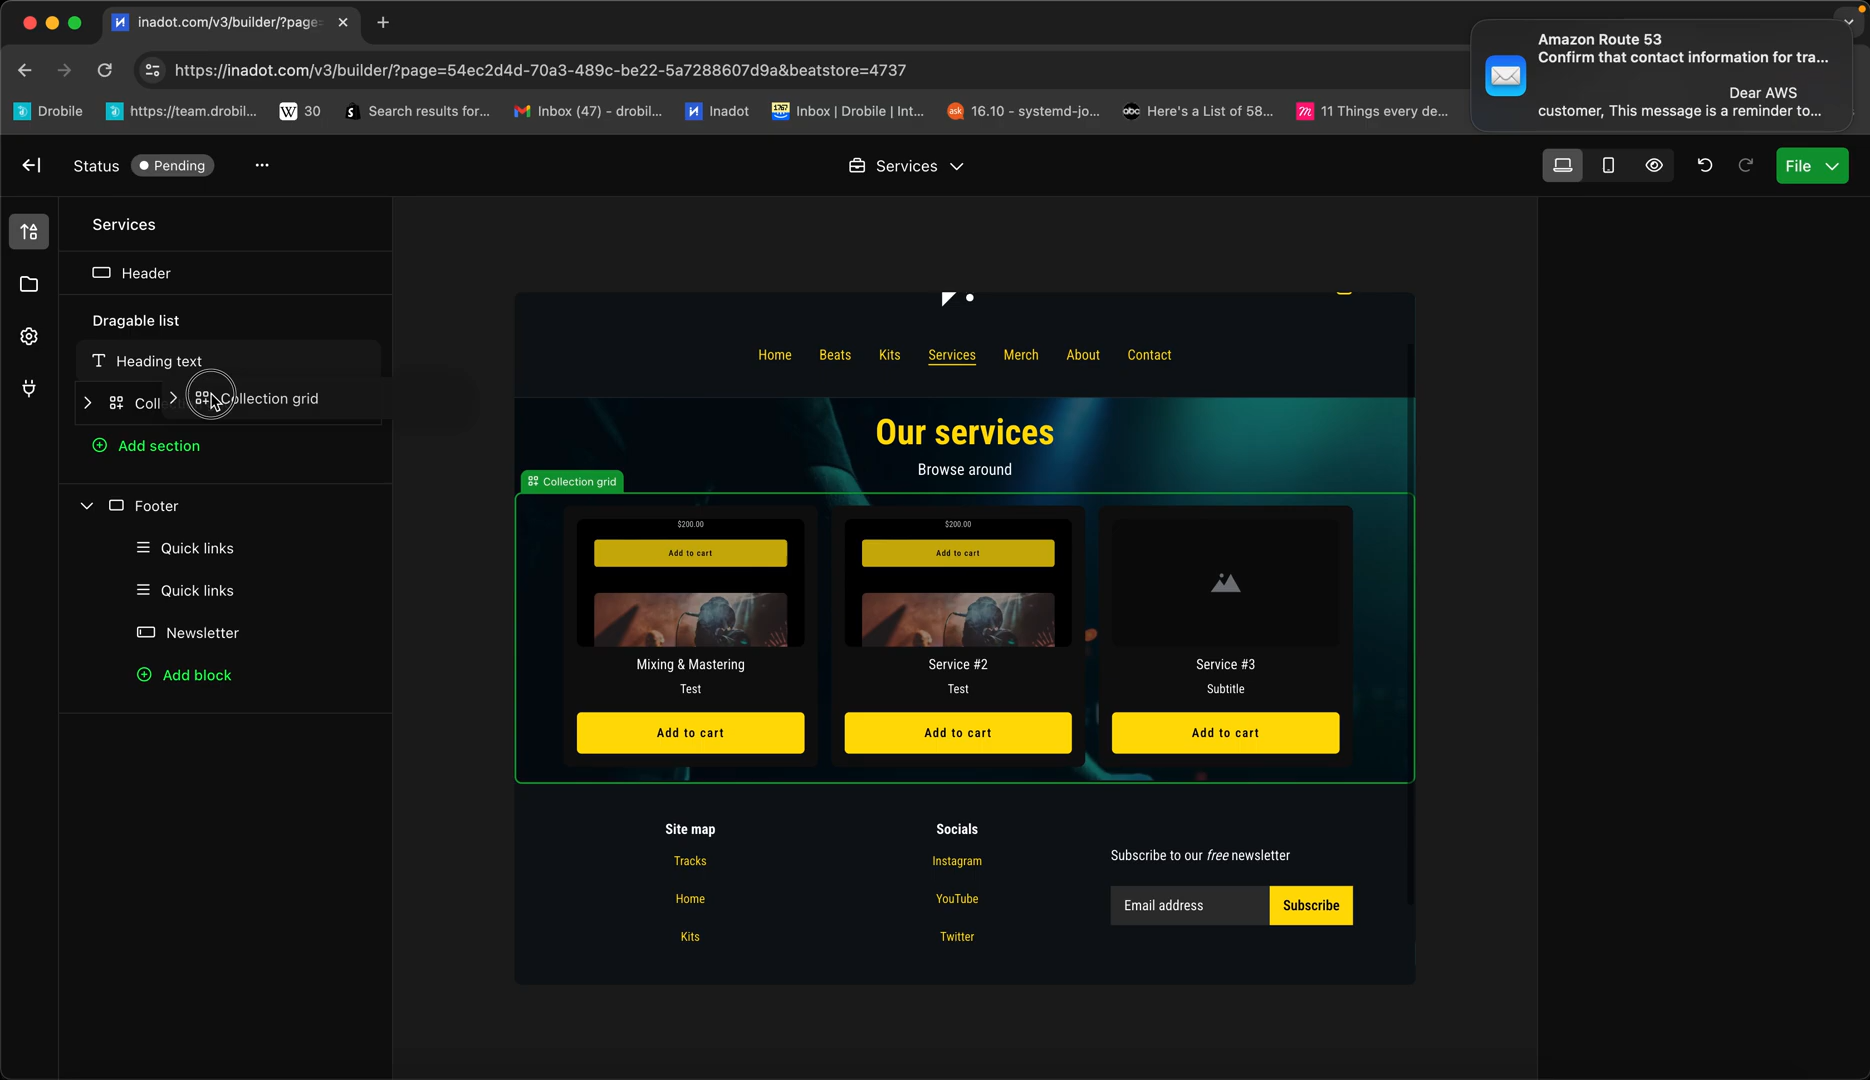 inadot.com/v3/builder/?page=
https://inadot.com/v3/builder/?page=54ec2d4d-70a3-489c-be22-5a7288607d9a&beatstore=4737
Drobile
https://team.drobil...
30
Search results for...
Inbox (47) - drobil...
Inadot
Inbox | Drobile | Int...
16.10 - systemd-jo...
Here's a List of 58...
11 Things every de...
Amazon Route 53
Confirm that contact information for tra...
Dear AWS
customer, This message is a reminder to...
Status
Pending
Services
File
Services
Header
Dragable list
Heading text
Collection grid
Add section
Footer
Quick links
Quick links
Newsletter
Add block
Home Beats Kits Services Merch About Contact
Our services
Browse around
Collection grid
$200.00
Add to cart
Mixing & Mastering
Test
Add to cart
$200.00
Add to cart
Service #2
Test
Add to cart
Service #3
Subtitle
Add to cart
Site map
Tracks
Home
Kits
Socials
Instagram
YouTube
Twitter
Subscribe to our free newsletter
Email address
Subscribe